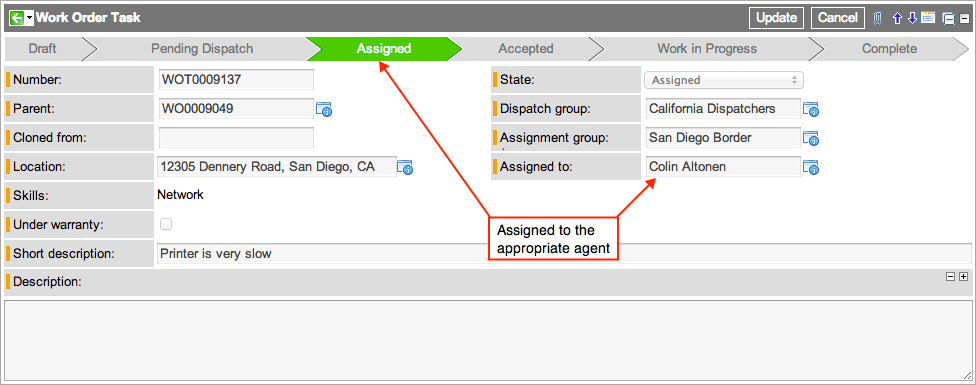 Work Order Task
Update Cancel
Draft Pending Dispatch Assigned Accepted Work in Progress Complete
Number: WOT0009137 State: Assigned
Parent: WO0009049 Dispatch group: California Dispatchers
Cloned from: Assignment group: San Diego Border
Location: 12305 Dennery Road, San Diego, CA Assigned to: Colin Altonen
Skills: Network
Under warranty:
Assigned to the
appropriate agent
Short description: Printer is very slow
Description: